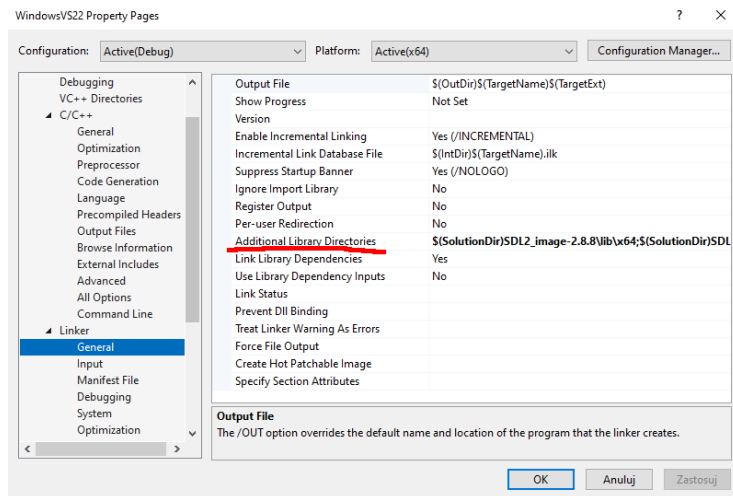 WindowsVS22 Property Pages
Configuration: Active(Debug) Platform: Active(x64) Configuration Manager...
Debugging
VC++ Directories
C/C++
General
Optimization
Preprocessor
Code Generation
Language
Precompiled Headers
Output Files
Browse Information
External Includes
Advanced
All Options
Command Line
Linker
General
Input
Manifest File
Debugging
System
Optimization
Output File $(OutDir)$(TargetName)$(TargetExt)
Show Progress Not Set
Version
Enable Incremental Linking Yes (/INCREMENTAL)
Incremental Link Database File $(IntDir)$(TargetName).ilk
Suppress Startup Banner Yes (/NOLOGO)
Ignore Import Library No
Register Output No
Per-user Redirection No
Additional Library Directories $(SolutionDir)SDL2_image-2.8.8\lib\x64;$(SolutionDir)SDL
Link Library Dependencies Yes
Use Library Dependency Inputs No
Link Status
Prevent Dll Binding
Treat Linker Warning As Errors
Force File Output
Create Hot Patchable Image
Specify Section Attributes
Output File
The /OUT option overrides the default name and location of the program that the linker creates.
OK Anuluj Zastosuj